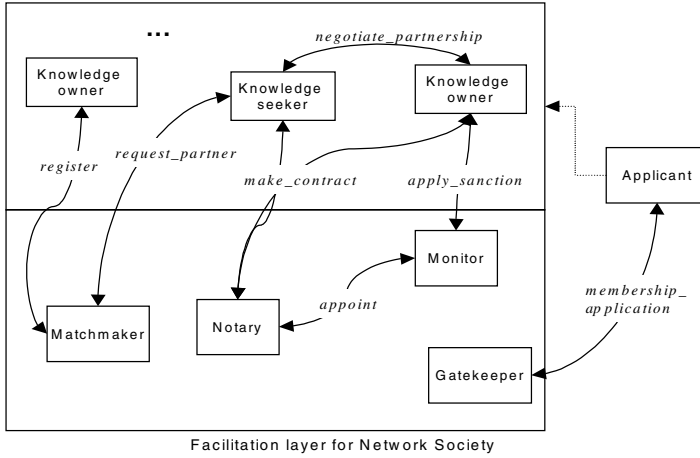 ...
negotiate_partnership
Knowledge
owner
Knowledge
seeker
Knowledge
owner
register
request_partner
make_contract
apply_sanction
Applicant
Monitor
membership_
application
appoint
Matchmaker
Notary
Gatekeeper
Facilitation layer for Network Society